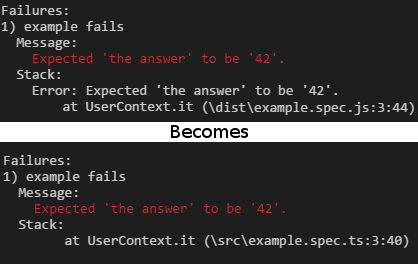 Failures:
1) example fails
Message:
Expected 'the answer' to be '42'.
Stack:
Error: Expected 'the answer' to be '42'.
at UserContext.it (\dist\example.spec.js:3:44)
Becomes
Failures:
1) example fails
Message:
Expected 'the answer' to be '42'.
Stack:
at UserContext.it (\src\example.spec.ts:3:40)